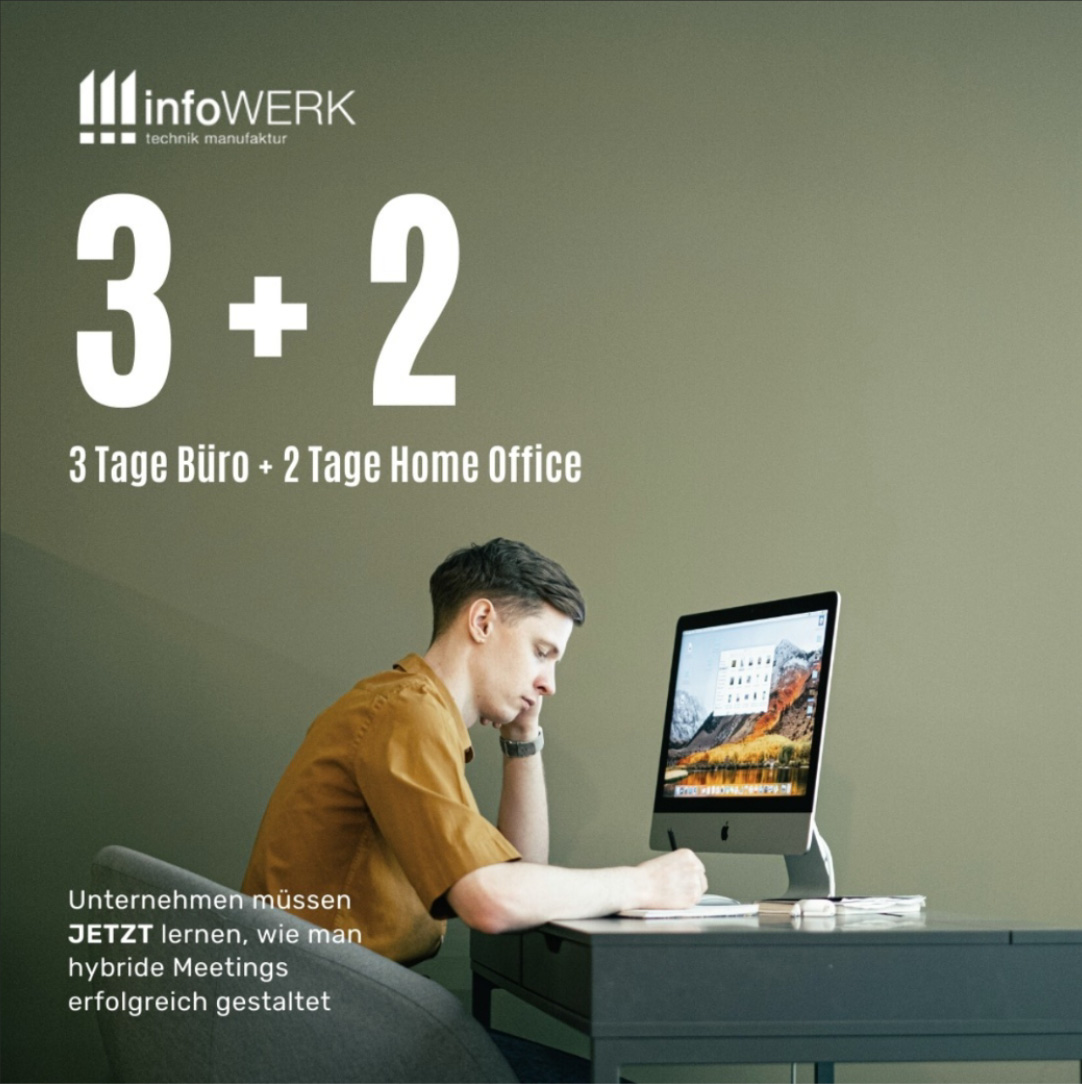 infoWERK
technik manufaktur
3 + 2
3 Tage Büro + 2 Tage Home Office
Unternehmen müssen
JETZT lernen, wie man
hybride Meetings
erfolgreich gestaltet